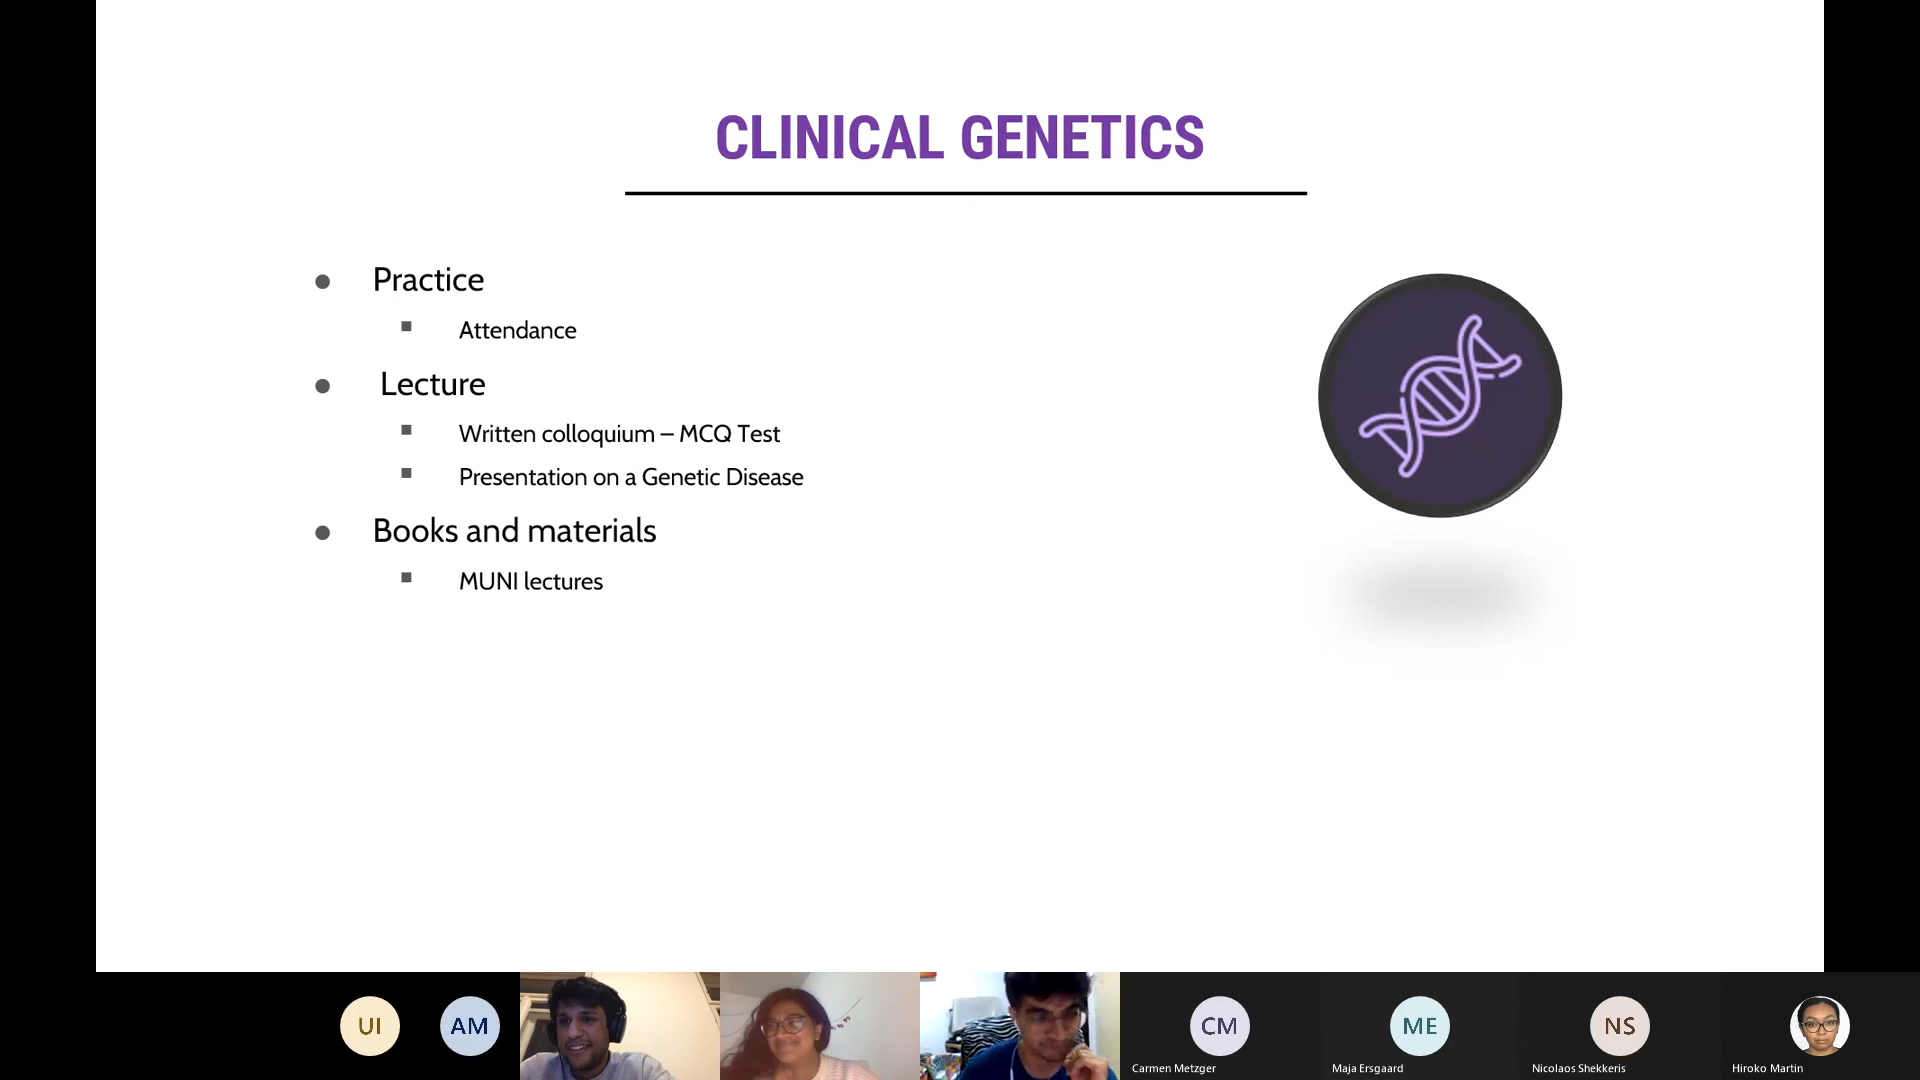 CLINICAL GENETICS
Practice
Attendance
Lecture
Written colloquium – MCQ Test
Presentation on a Genetic Disease
Books and materials
MUNI lectures
UI
AM
CM
ME
NS
Carmen Metzger
Maja Ersgaard
Nicolaos Shekkeris
Hiroko Martin